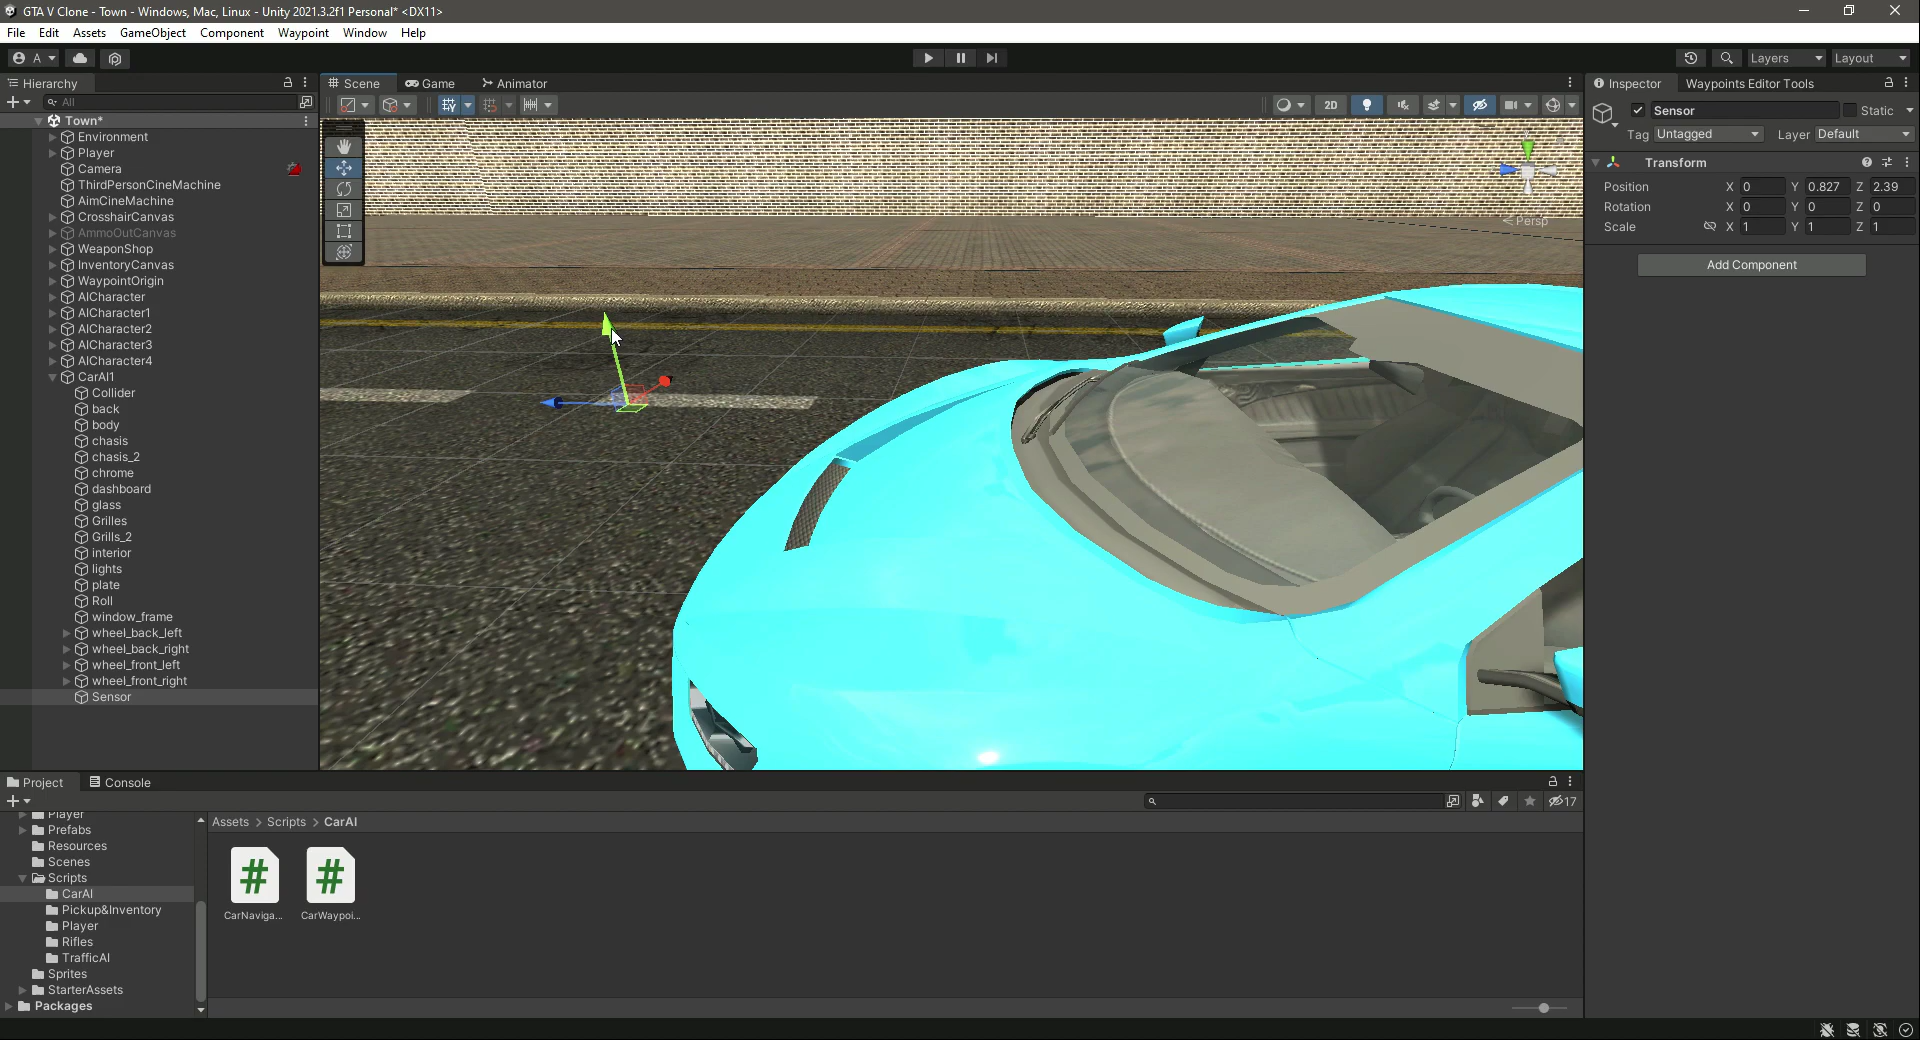 GTA V Clone - Town - Windows, Mac, Linux - Unity 2021.3.2f1 Personal* <DX11>
File Edit Assets GameObject Component Waypoint Window Help
A Layers Layout
Hierarchy Scene Game Animator Inspector Waypoints Editor Tools
All 2D Sensor Static
Tag Untagged Layer Default
Town*
Environment
Player
Camera
ThirdPersonCineMachine
AimCineMachine
CrosshairCanvas
AmmoOutCanvas
WeaponShop
InventoryCanvas
WaypointOrigin
AICharacter
AICharacter1
AICharacter2
AICharacter3
AICharacter4
CarAI1
Collider
back
body
chasis
chasis_2
chrome
dashboard
glass
Grilles
Grills_2
interior
lights
plate
Roll
window_frame
wheel_back_left
wheel_back_right
wheel_front_left
wheel_front_right
Sensor
Persp
Transform
Position X 0 Y 0.827 Z 2.39
Rotation X 0 Y 0 Z 0
Scale X 1 Y 1 Z 1
Add Component
Project Console
17
Player
Prefabs
Resources
Scenes
Scripts
CarAI
Pickup&Inventory
Player
Rifles
TrafficAI
Sprites
StarterAssets
Packages
Assets > Scripts > CarAI
# #
CarNaviga... CarWaypoi...